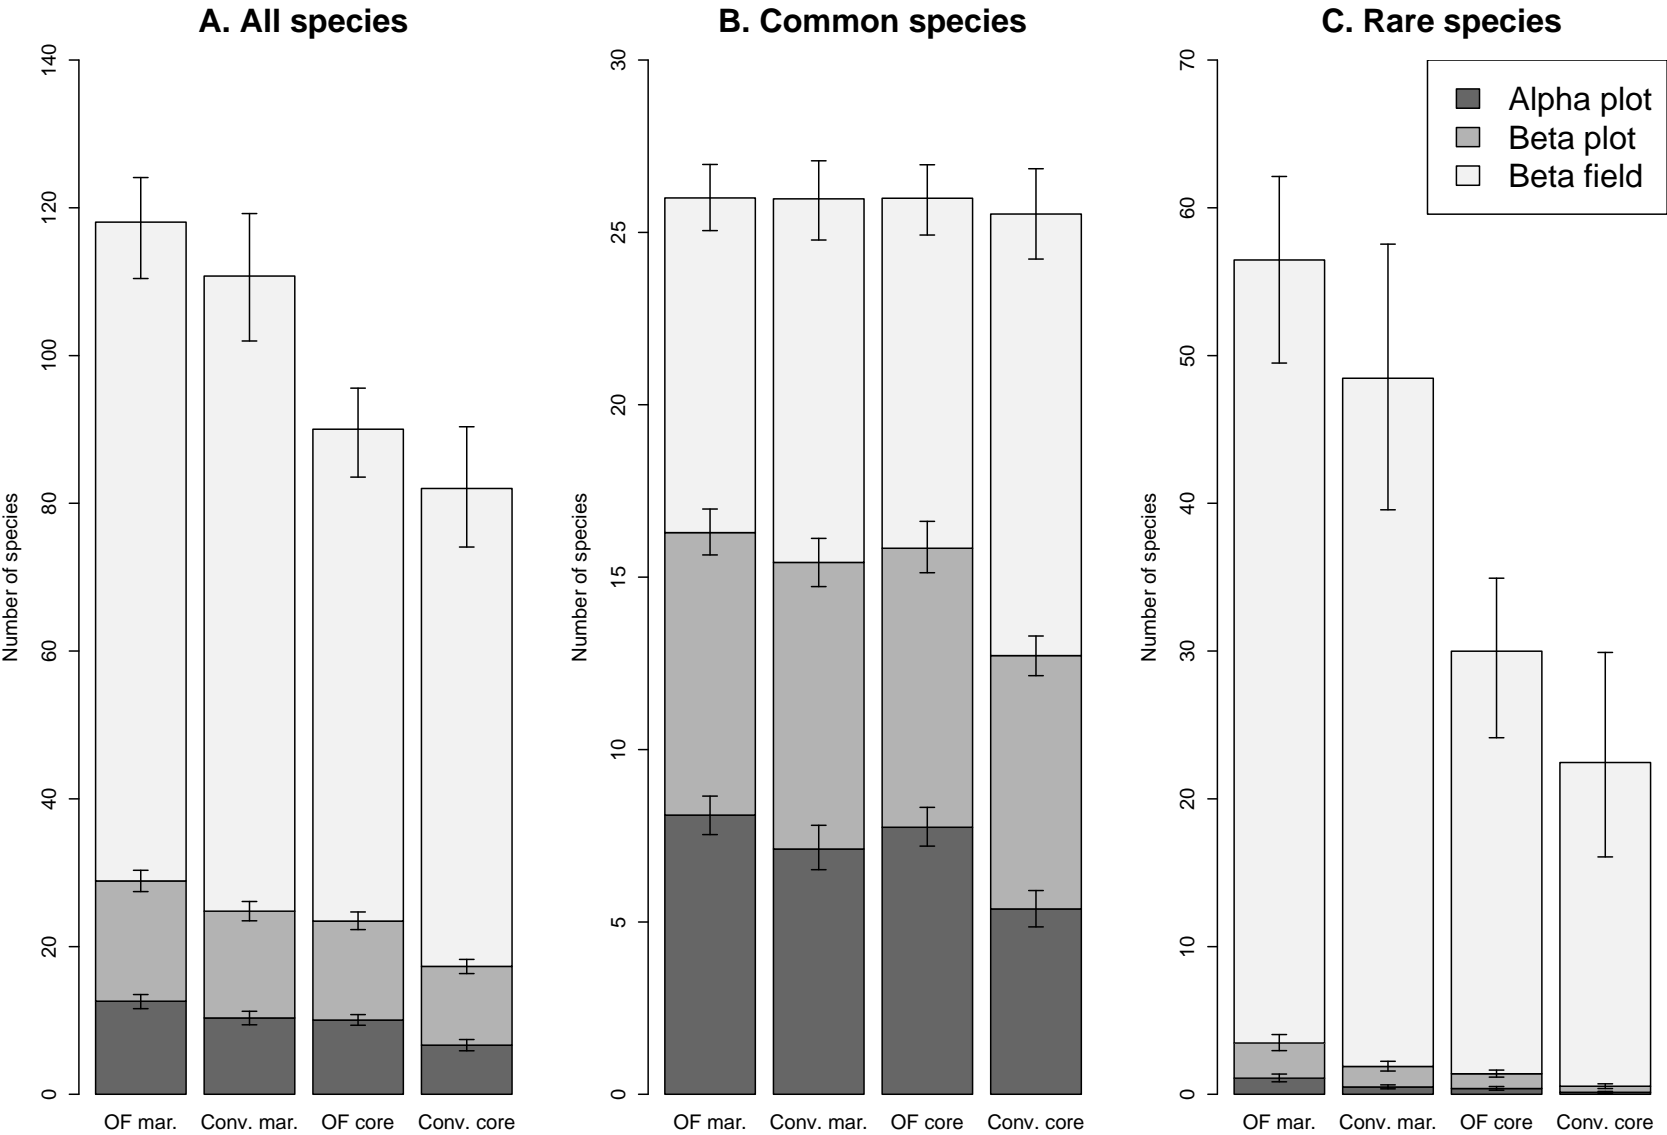 A. All species
Number of species
0
20
40
60
80
100
120
140
OF mar.
Conv. mar.
OF core
Conv. core
B. Common species
Number of species
0
5
10
15
20
25
30
OF mar.
Conv. mar.
OF core
Conv. core
C. Rare species
Number of species
0
10
20
30
40
50
60
70
OF mar.
Conv. mar.
OF core
Conv. core
Alpha plot
Beta plot
Beta field